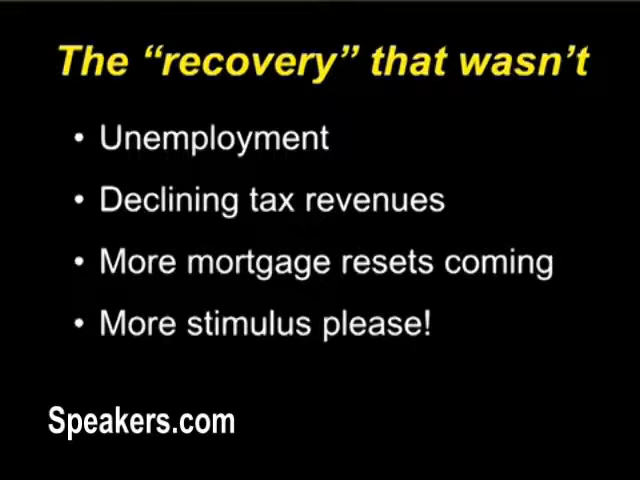 The “recovery” that wasn’t
• Unemployment
• Declining tax revenues
• More mortgage resets coming
• More stimulus please!
Speakers.com